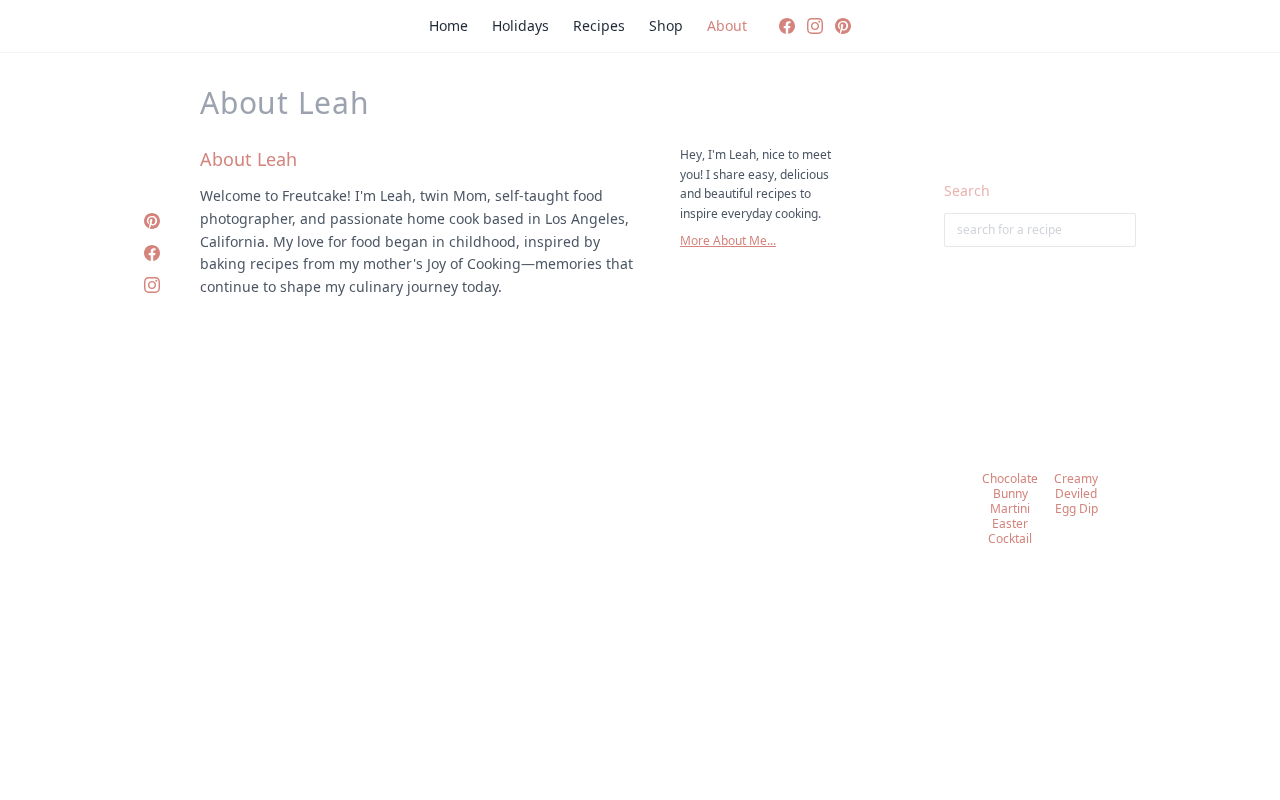 Home Holidays Recipes Shop About
About Leah
About Leah
Welcome to Freutcake! I'm Leah, twin Mom, self-taught food
photographer, and passionate home cook based in Los Angeles,
California. My love for food began in childhood, inspired by
baking recipes from my mother's Joy of Cooking—memories that
continue to shape my culinary journey today.
Hey, I'm Leah, nice to meet
you! I share easy, delicious
and beautiful recipes to
inspire everyday cooking.
More About Me...
Search
search for a recipe
Chocolate
Bunny
Martini
Easter
Cocktail
Creamy
Deviled
Egg Dip